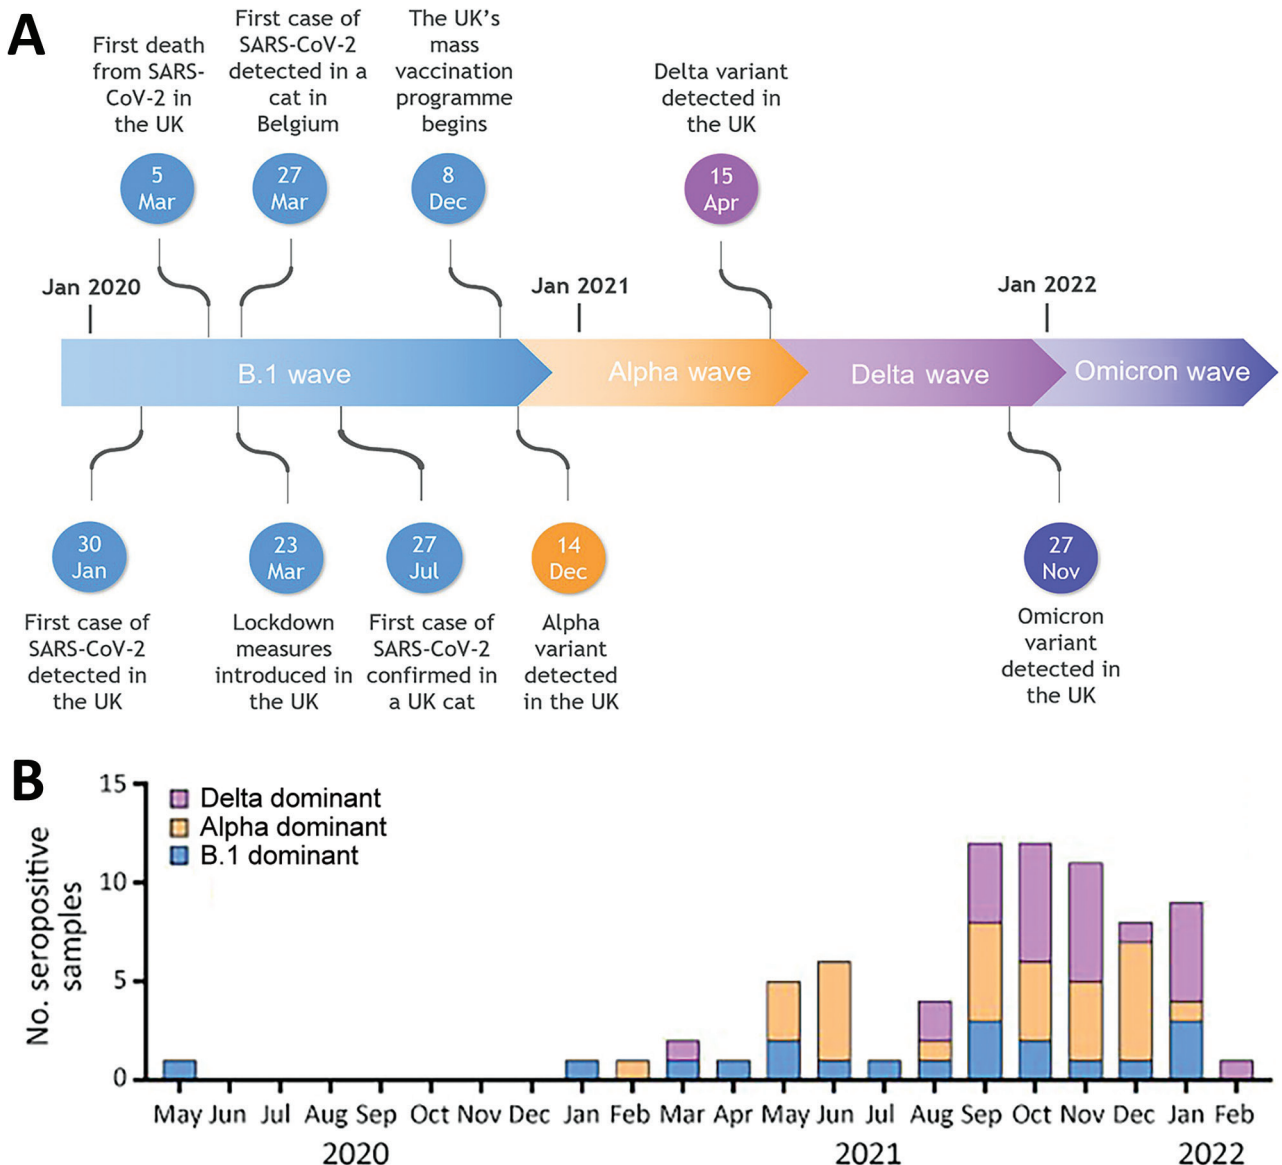 A
First death
from SARS-
CoV-2 in
the UK
First case of
SARS-CoV-2
detected in a
cat in
Belgium
The UK’s
mass
vaccination
programme
begins
Delta variant
detected in
the UK
5
Mar
27
Mar
8
Dec
15
Apr
Jan 2020
Jan 2021
Jan 2022
B.1 wave
Alpha wave
Delta wave
Omicron wave
30
Jan
23
Mar
27
Jul
14
Dec
27
Nov
First case of
SARS-CoV-2
detected in
the UK
Lockdown
measures
introduced in
the UK
First case of
SARS-CoV-2
confirmed in
a UK cat
Alpha
variant
detected
in the UK
Omicron
variant
detected in
the UK
B
No. seropositive
samples
15
10
5
0
Delta dominant
Alpha dominant
B.1 dominant
May Jun Jul Aug Sep Oct Nov Dec Jan Feb Mar Apr May Jun Jul Aug Sep Oct Nov Dec Jan Feb
2020 2021 2022